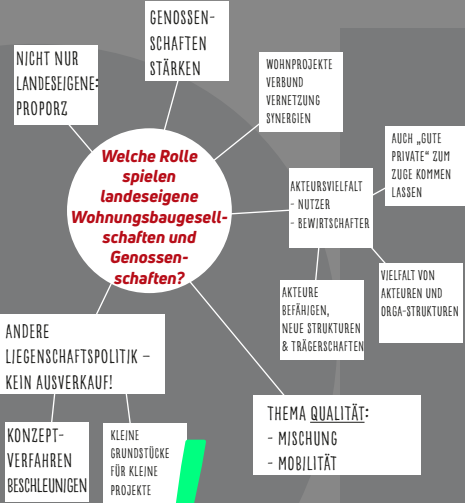 GENOSSEN-
SCHAFTEN
STÄRKEN
NICHT NUR
LANDESEIGENE:
PROPORZ
WOHNPROJEKTE
VERBUND
VERNETZUNG
SYNERGIEN
Welche Rolle
spielen
landeseigene
Wohnungsbaugesell-
schaften und
Genossen-
schaften?
AUCH „GUTE
PRIVATE“ ZUM
ZUGE KOMMEN
LASSEN
AKTEURSVIELFALT
- NUTZER
- BEWIRTSCHAFTER
VIELFALT VON
AKTEUREN UND
ORGA-STRUKTUREN
AKTEURE
BEFÄHIGEN,
NEUE STRUKTUREN
& TRÄGERSCHAFTEN
ANDERE
LIEGENSCHAFTSPOLITIK –
KEIN AUSVERKAUF!
THEMA QUALITÄT:
- MISCHUNG
- MOBILITÄT
KONZEPT-
VERFAHREN
BESCHLEUNIGEN
KLEINE
GRUNDSTÜCKE
FÜR KLEINE
PROJEKTE